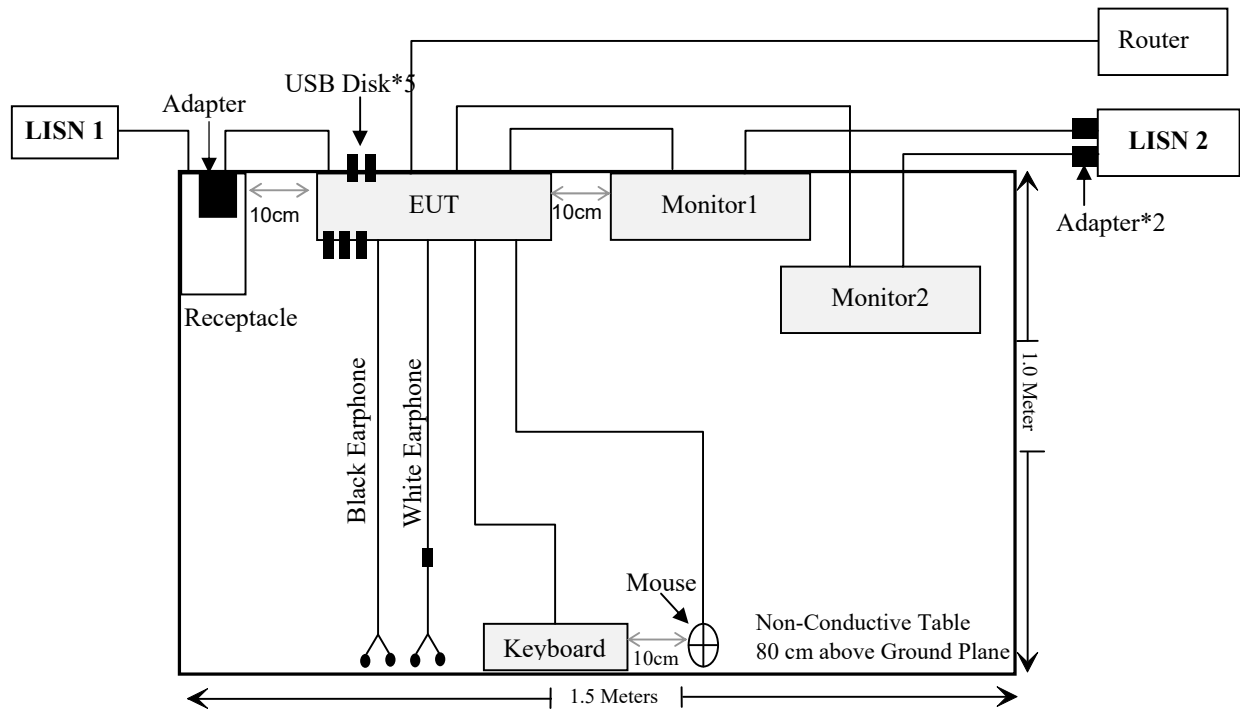 Router
USB Disk*5
Adapter
LISN 1
LISN 2
EUT
Monitor1
10cm
10cm
Adapter*2
Monitor2
Receptacle
1.0 Meter
Black Earphone
White Earphone
Mouse
Non-Conductive Table
80 cm above Ground Plane
Keyboard
10cm
1.5 Meters